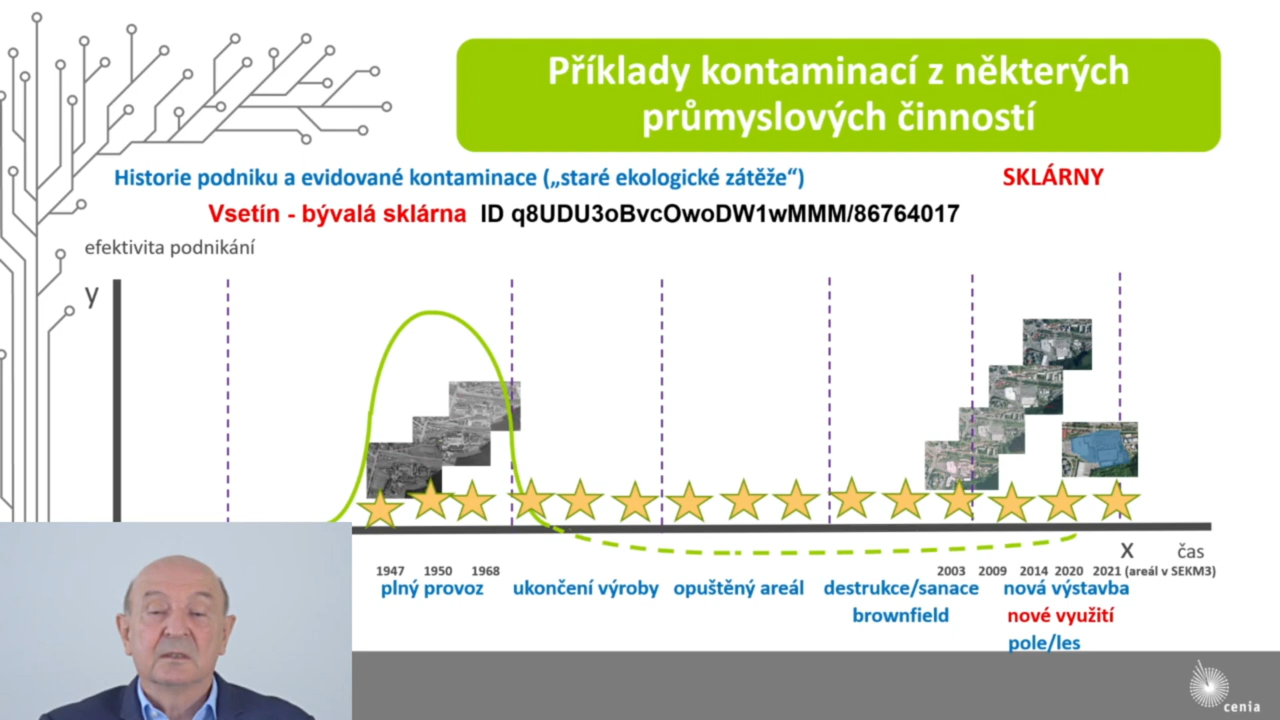 Příklady kontaminací z některých
průmyslových činností
Historie podniku a evidované kontaminace („staré ekologické zátěže“) SKLÁRNY
Vsetín - bývalá sklárna ID q8UDU3oBvcOwoDW1wMMM/86764017
efektivita podnikání
y
X čas
1947 1950 1968 2003 2009 2014 2020 2021 (areál v SEKM3)
plný provoz ukončení výroby opuštěný areál destrukce/sanace nová výstavba
brownfield nové využití
pole/les
cenia